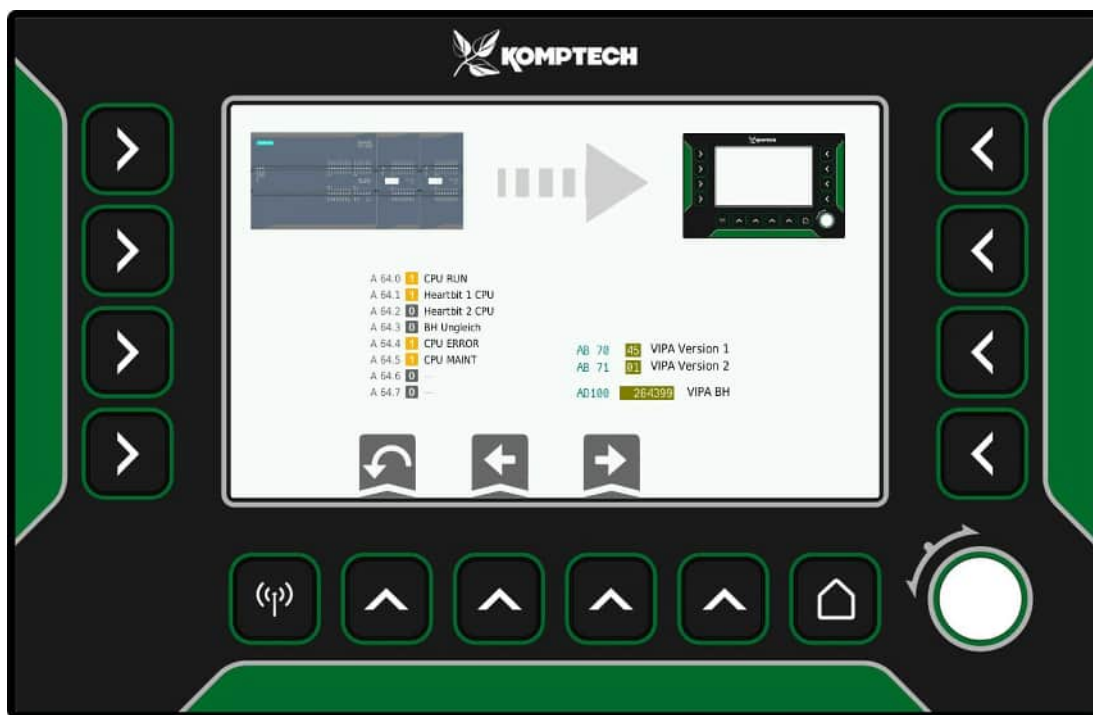 KOMPTECH
A 64.0 1 CPU RUN
A 64.1 1 Heartbit 1 CPU
A 64.2 0 Heartbit 2 CPU
A 64.3 0 BH Ungleich
A 64.4 1 CPU ERROR
A 64.5 1 CPU MAINT
A 64.6 0 ---
A 64.7 0 ---
AB 70 45 VIPA Version 1
AB 71 01 VIPA Version 2
AD100 264399 VIPA BH